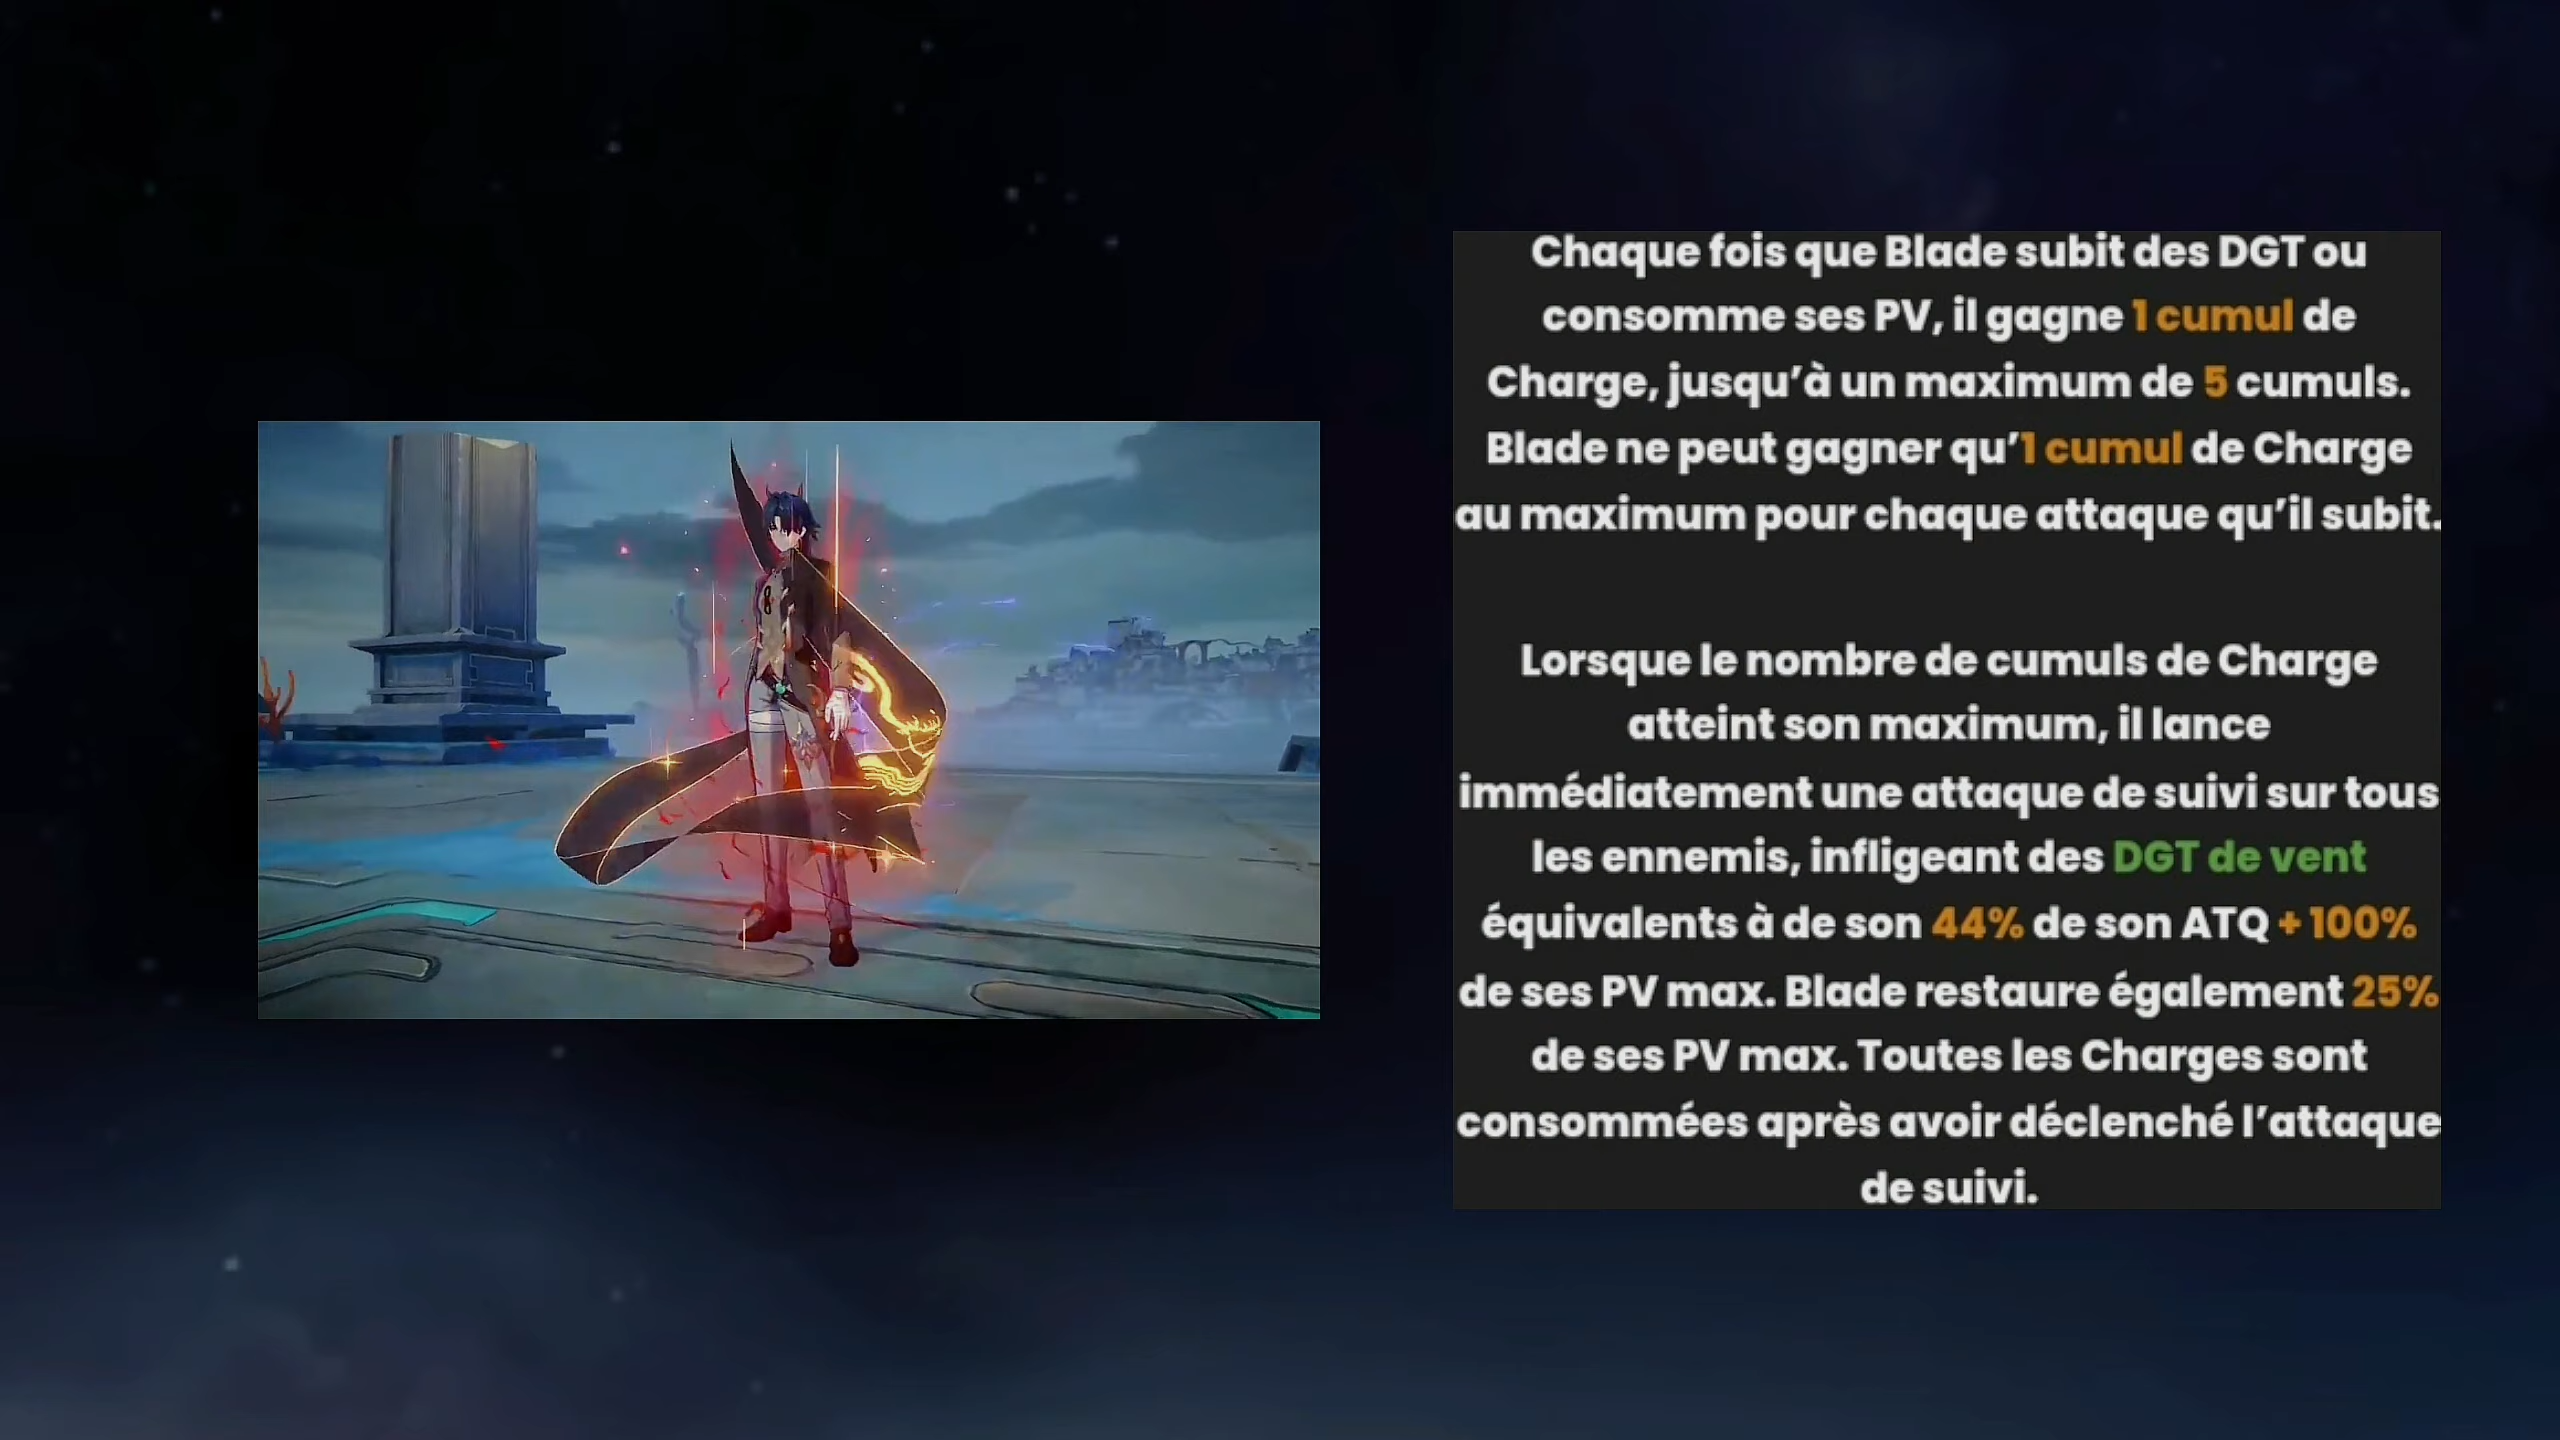 Chaque fois que Blade subit des DGT ou
consomme ses PV, il gagne 1 cumul de
Charge, jusqu’à un maximum de 5 cumuls.
Blade ne peut gagner qu’1 cumul de Charge
au maximum pour chaque attaque qu’il subit.
Lorsque le nombre de cumuls de Charge
atteint son maximum, il lance
immédiatement une attaque de suivi sur tous
les ennemis, infligeant des DGT de vent
équivalents à de son 44% de son ATQ + 100%
de ses PV max. Blade restaure également 25%
de ses PV max. Toutes les Charges sont
consommées après avoir déclenché l’attaque
de suivi.